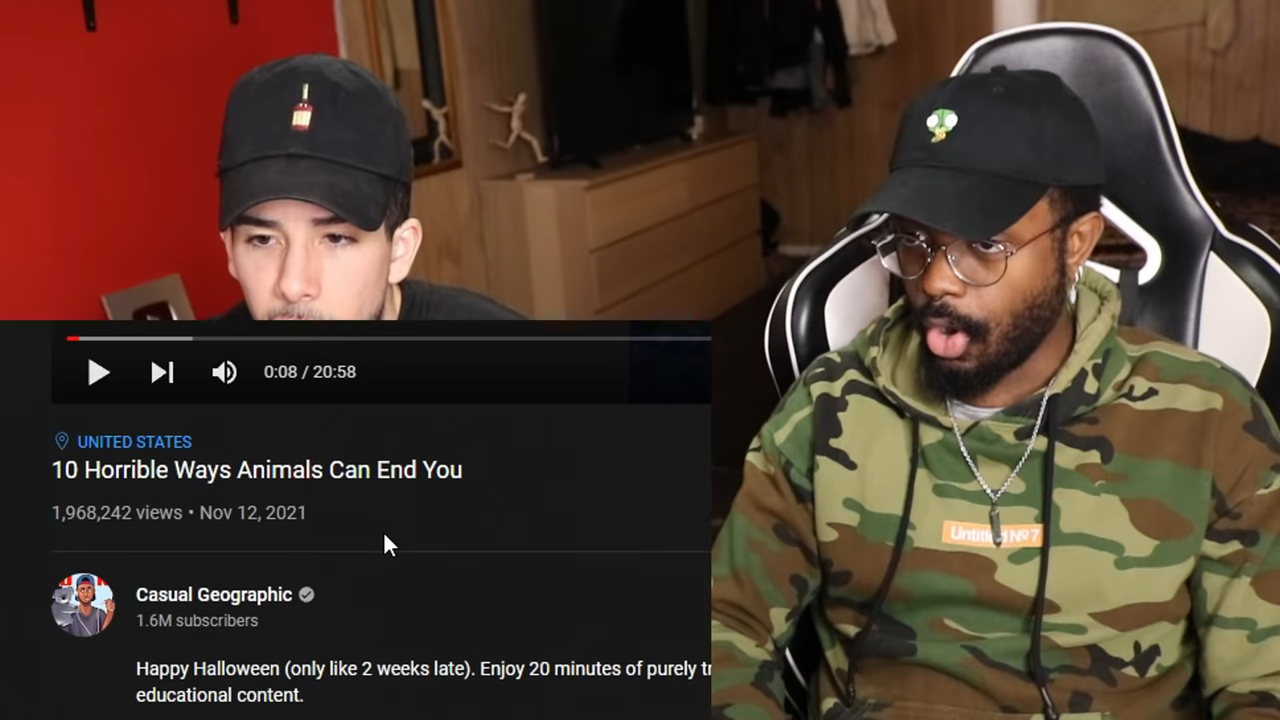 0:08 / 20:58
UNITED STATES
10 Horrible Ways Animals Can End You
1,968,242 views • Nov 12, 2021
Casual Geographic
1.6M subscribers
Happy Halloween (only like 2 weeks late). Enjoy 20 minutes of purely tr
educational content.
Untitled Nº7